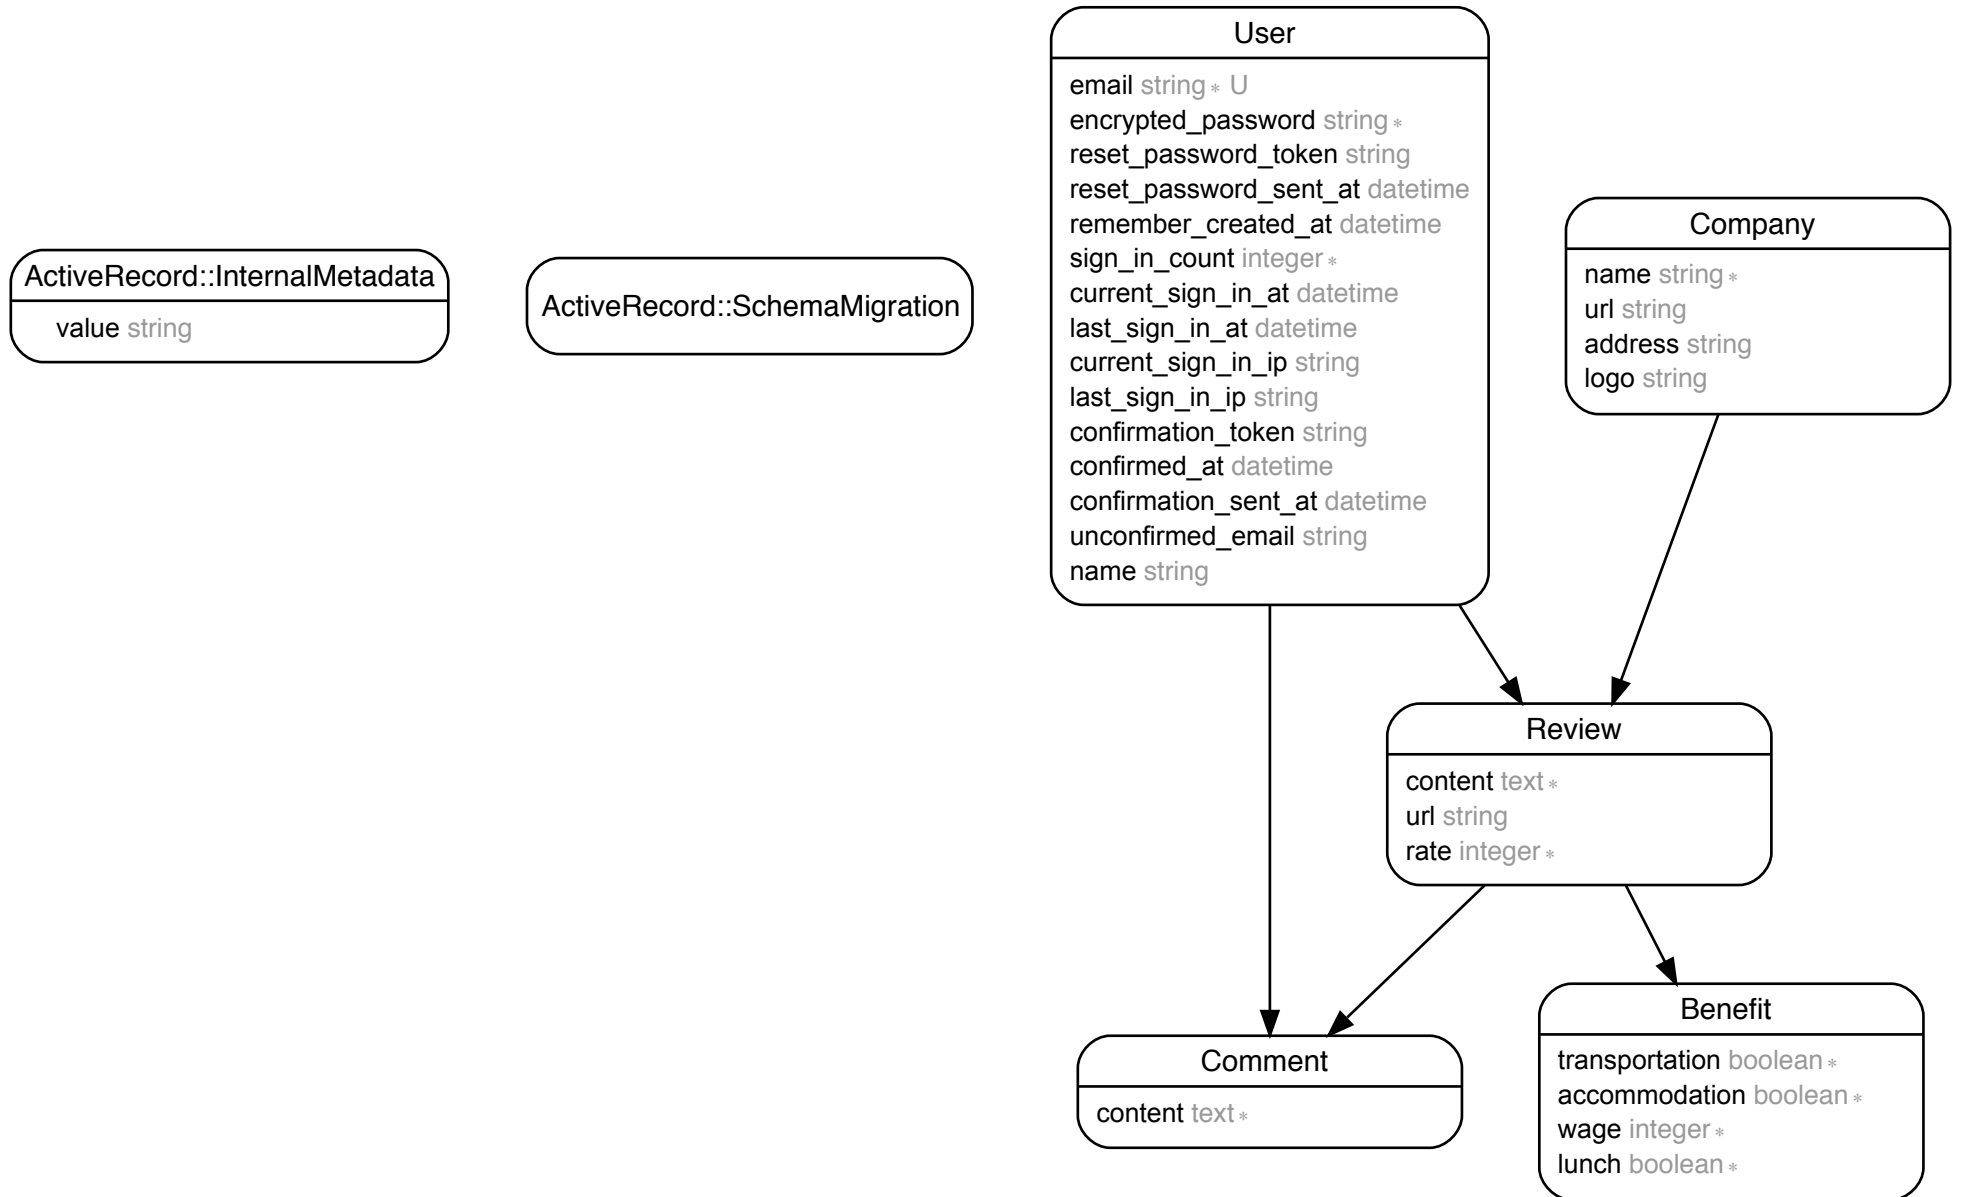 ActiveRecord::InternalMetadata
value string
ActiveRecord::SchemaMigration
User
email string* U
encrypted_password string*
reset_password_token string
reset_password_sent_at datetime
remember_created_at datetime
sign_in_count integer*
current_sign_in_at datetime
last_sign_in_at datetime
current_sign_in_ip string
last_sign_in_ip string
confirmation_token string
confirmed_at datetime
confirmation_sent_at datetime
unconfirmed_email string
name string
Company
name string*
url string
address string
logo string
Review
content text*
url string
rate integer*
Comment
content text*
Benefit
transportation boolean*
accommodation boolean*
wage integer*
lunch boolean*